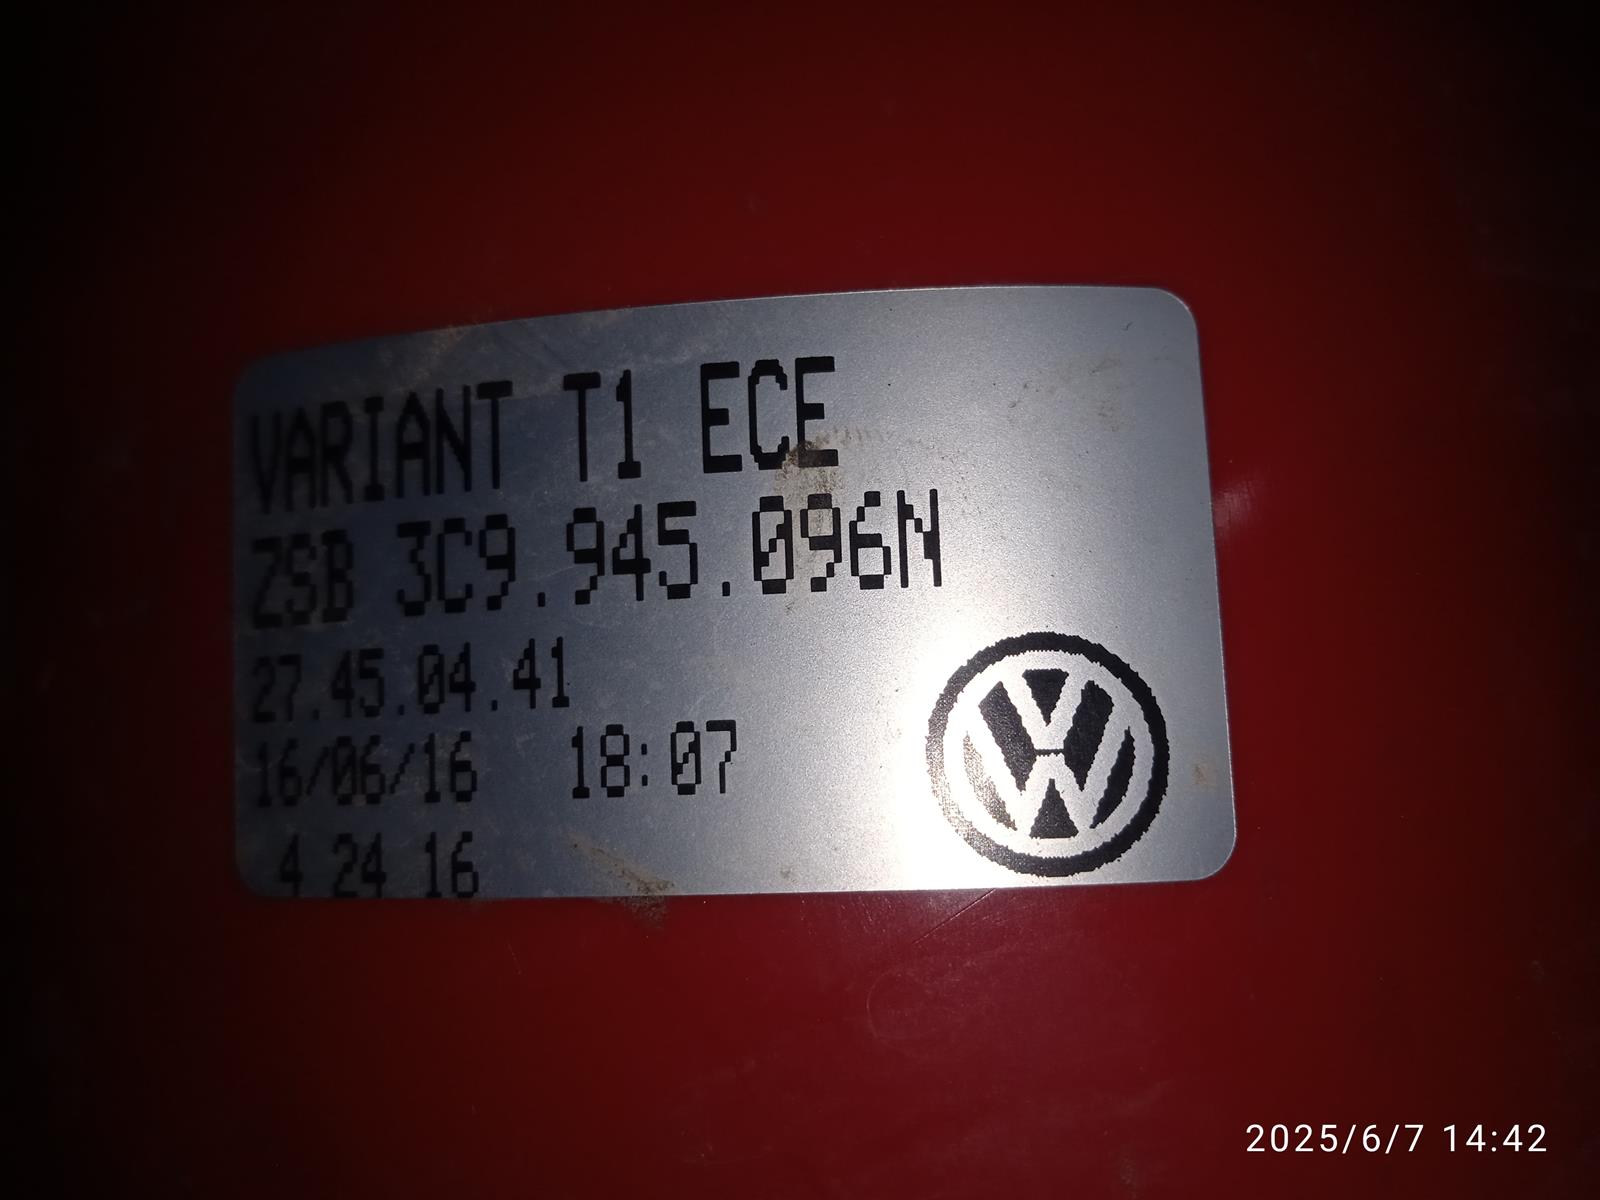 VARIANT T1 ECE
ZSB 3C9.945.096N
27.45.04.41
16/06/16 18:07
4 24 16
2025/6/7 14:42